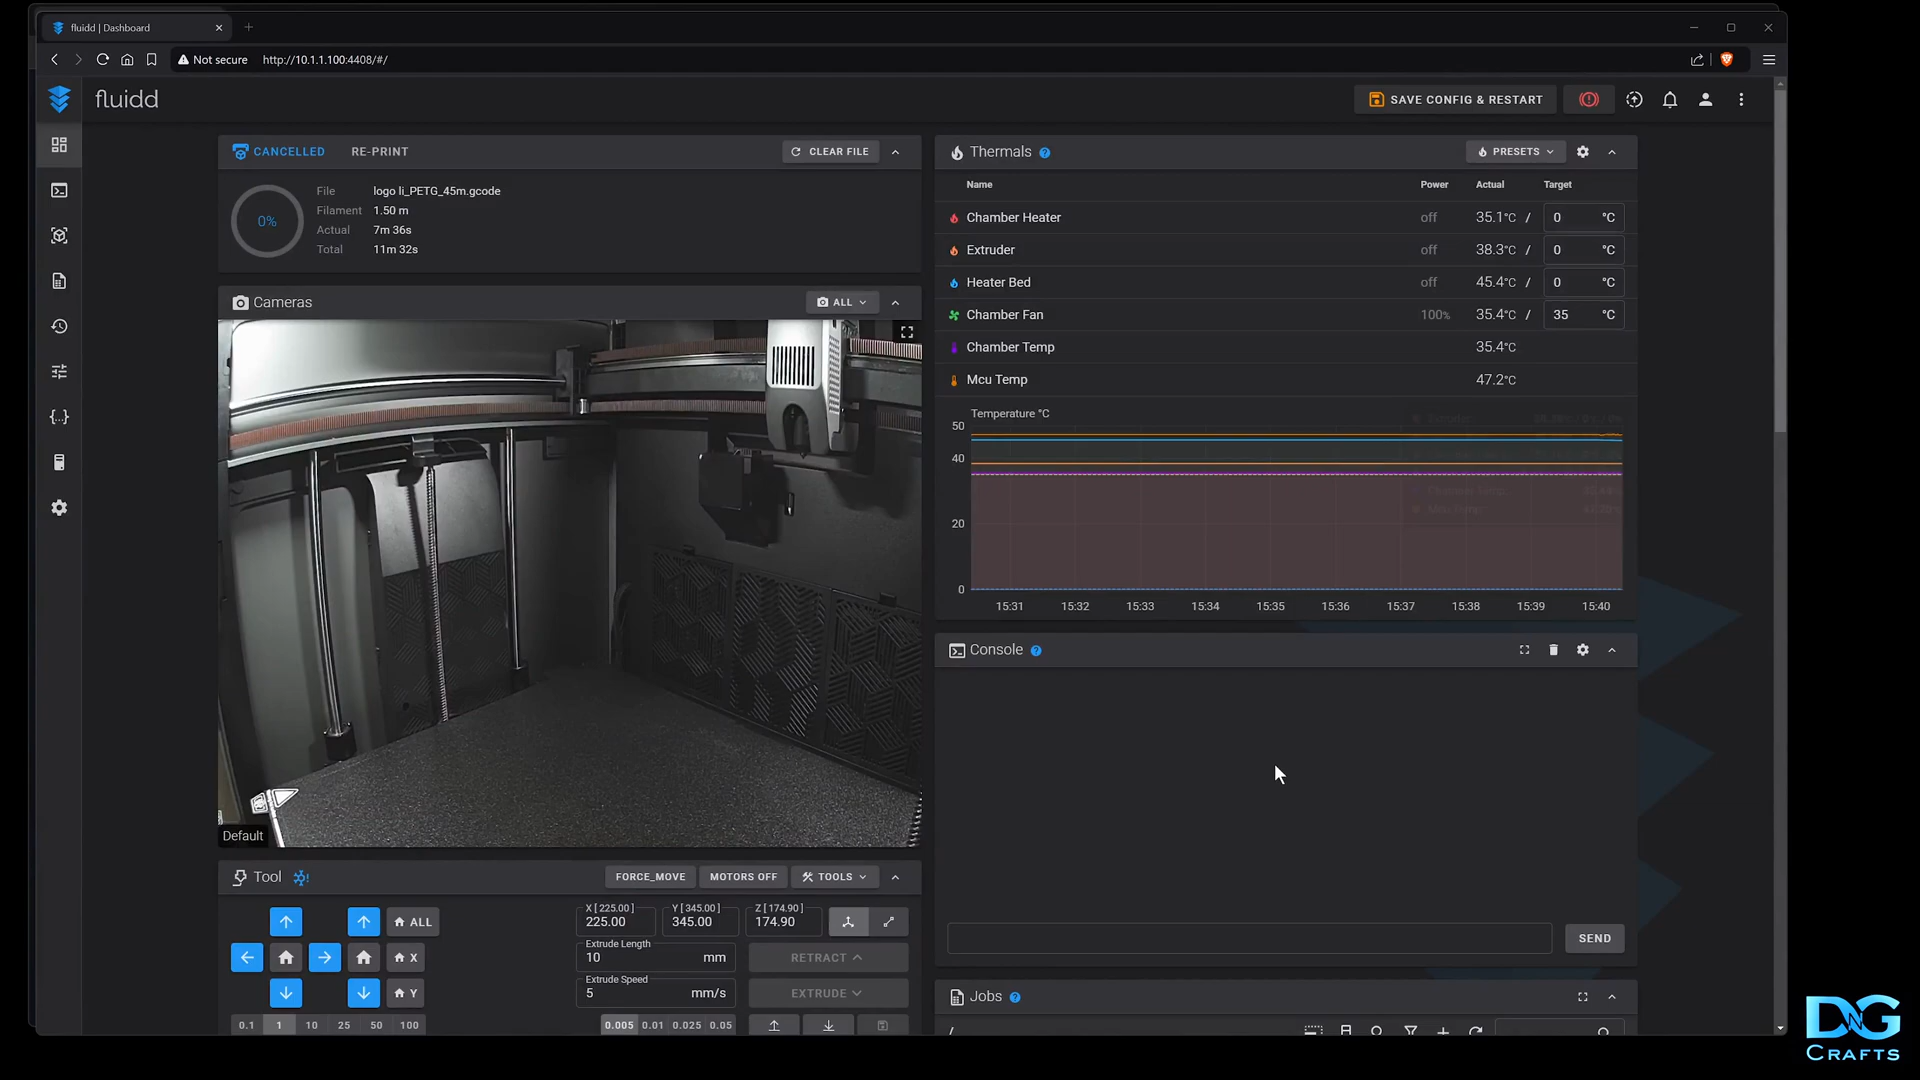 fluidd | Dashboard
Not secure http://10.1.1.100:4408/#/
fluidd
SAVE CONFIG & RESTART
CANCELLED RE-PRINT CLEAR FILE
0%
File logo li_PETG_45m.gcode
Filament 1.50 m
Actual 7m 36s
Total 11m 32s
Cameras ALL
Default
Tool FORCE_MOVE MOTORS OFF TOOLS
ALL
X
Y
X [ 225.00 ] Y [ 345.00 ] Z [ 174.90 ]
225.00 345.00 174.90
Extrude Length
10 mm RETRACT
Extrude Speed
5 mm/s EXTRUDE
0.1 1 10 25 50 100 0.005 0.01 0.025 0.05
Thermals PRESETS
Name Power Actual Target
Chamber Heater off 35.1°C / 0 °C
Extruder off 38.3°C / 0 °C
Heater Bed off 45.4°C / 0 °C
Chamber Fan 100% 35.4°C / 35 °C
Chamber Temp 35.4°C
Mcu Temp 47.2°C
Temperature °C
50
40
20
0
15:31 15:32 15:33 15:34 15:35 15:36 15:37 15:38 15:39 15:40
Console
SEND
Jobs
/
DnG
CRAFTS